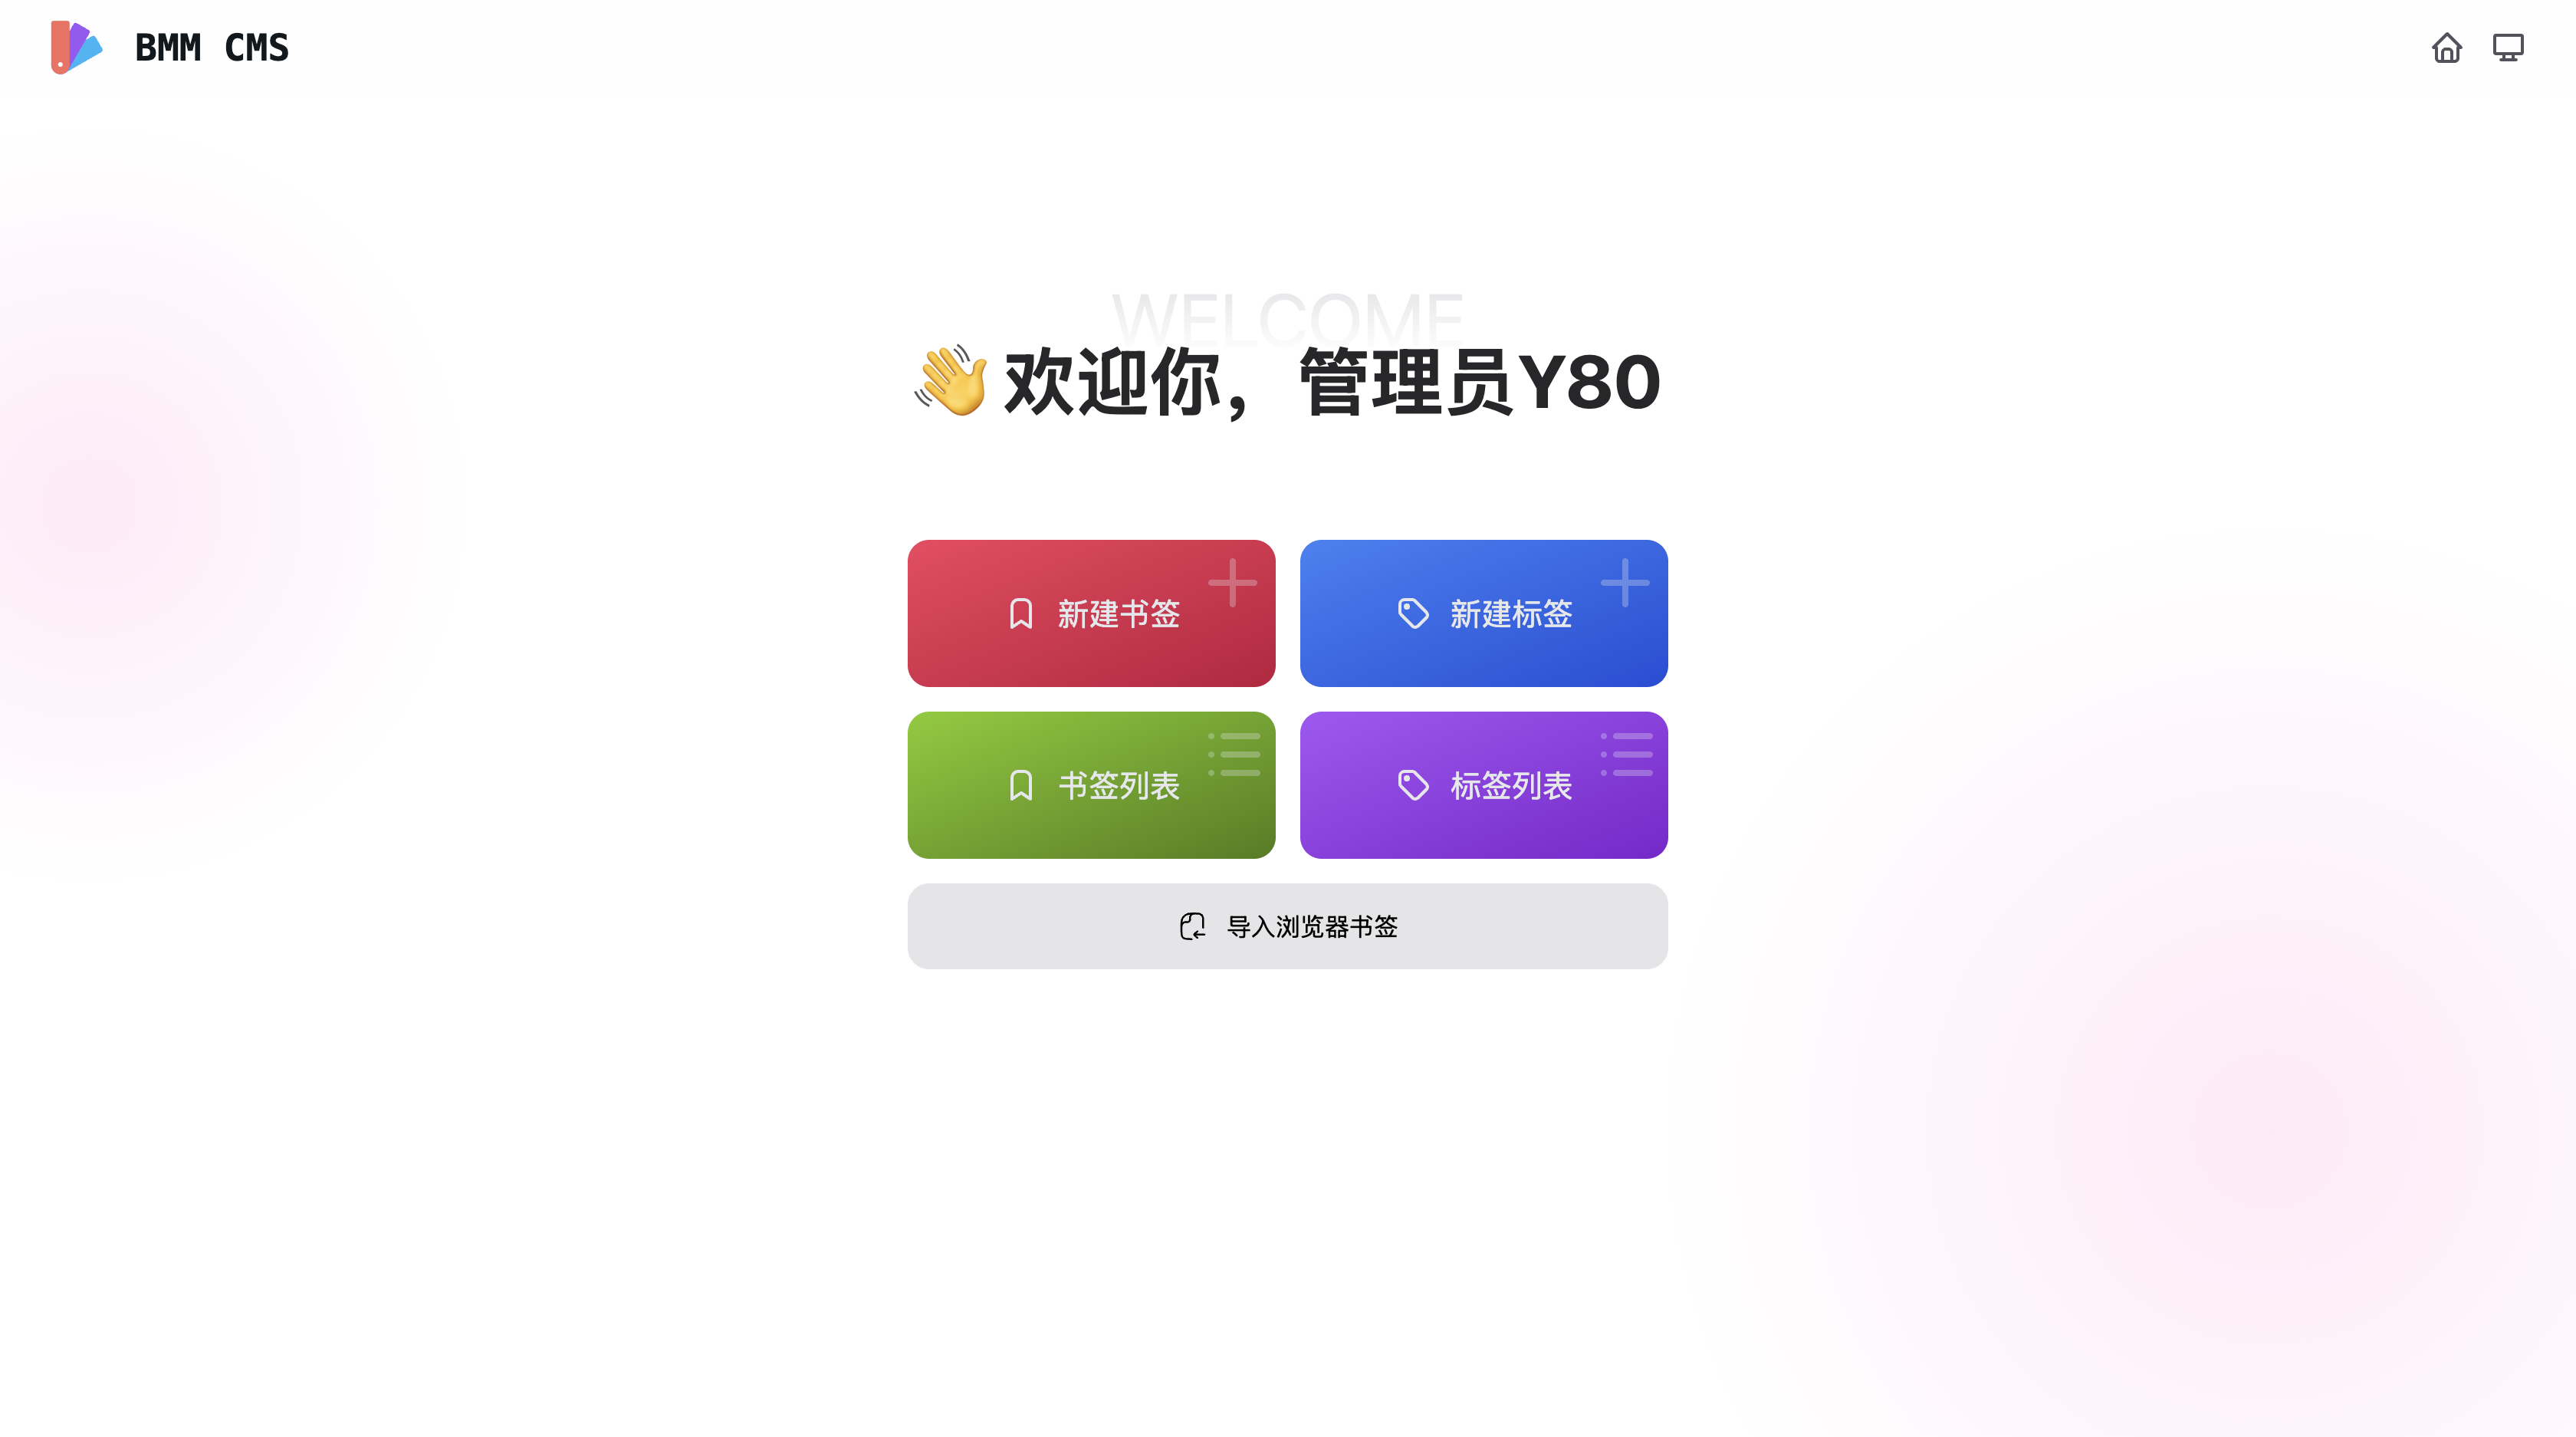 BMM CMS
WELCOME
👋 欢迎你，管理员Y80
新建书签
新建标签
书签列表
标签列表
导入浏览器书签